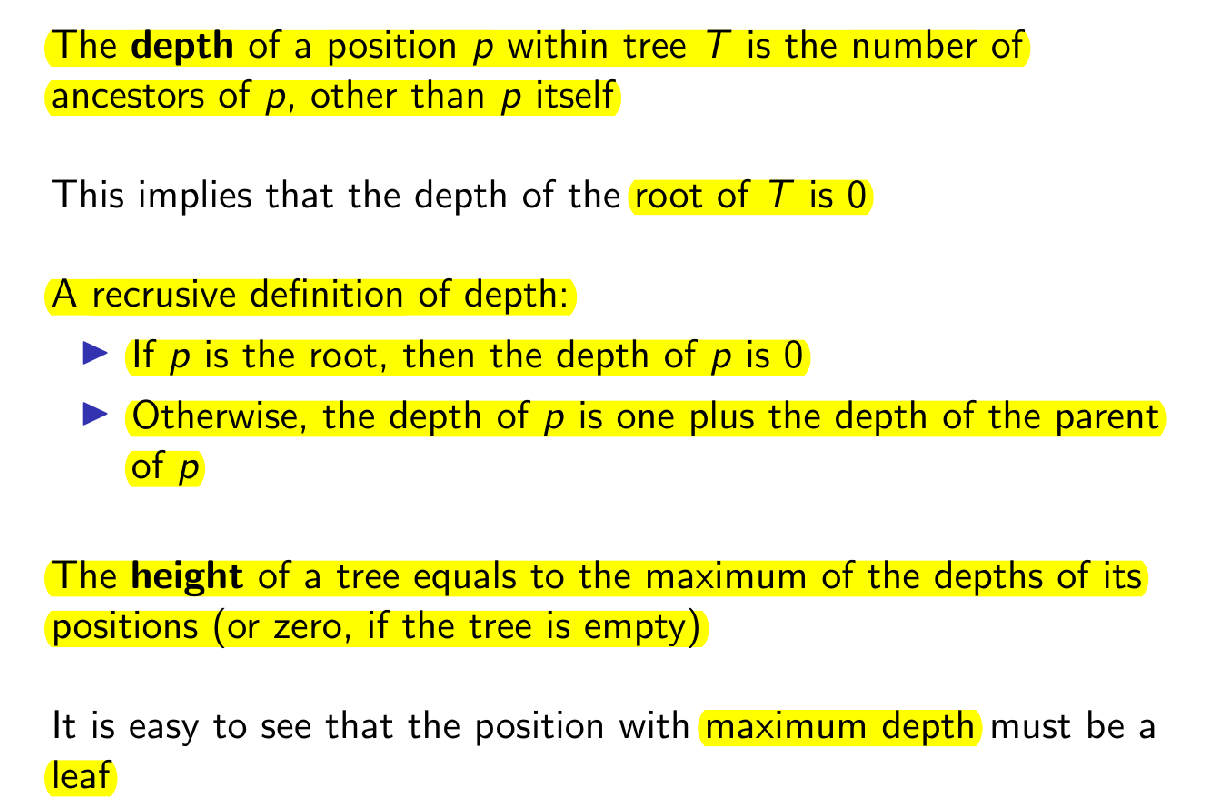 The depth of a position p within tree T is the number of
ancestors of p, other than p itself
This implies that the depth of the root of T is 0
A recrusive definition of depth:
▶ If p is the root, then the depth of p is 0
▶ Otherwise, the depth of p is one plus the depth of the parent
of p
The height of a tree equals to the maximum of the depths of its
positions (or zero, if the tree is empty)
It is easy to see that the position with maximum depth must be a
leaf